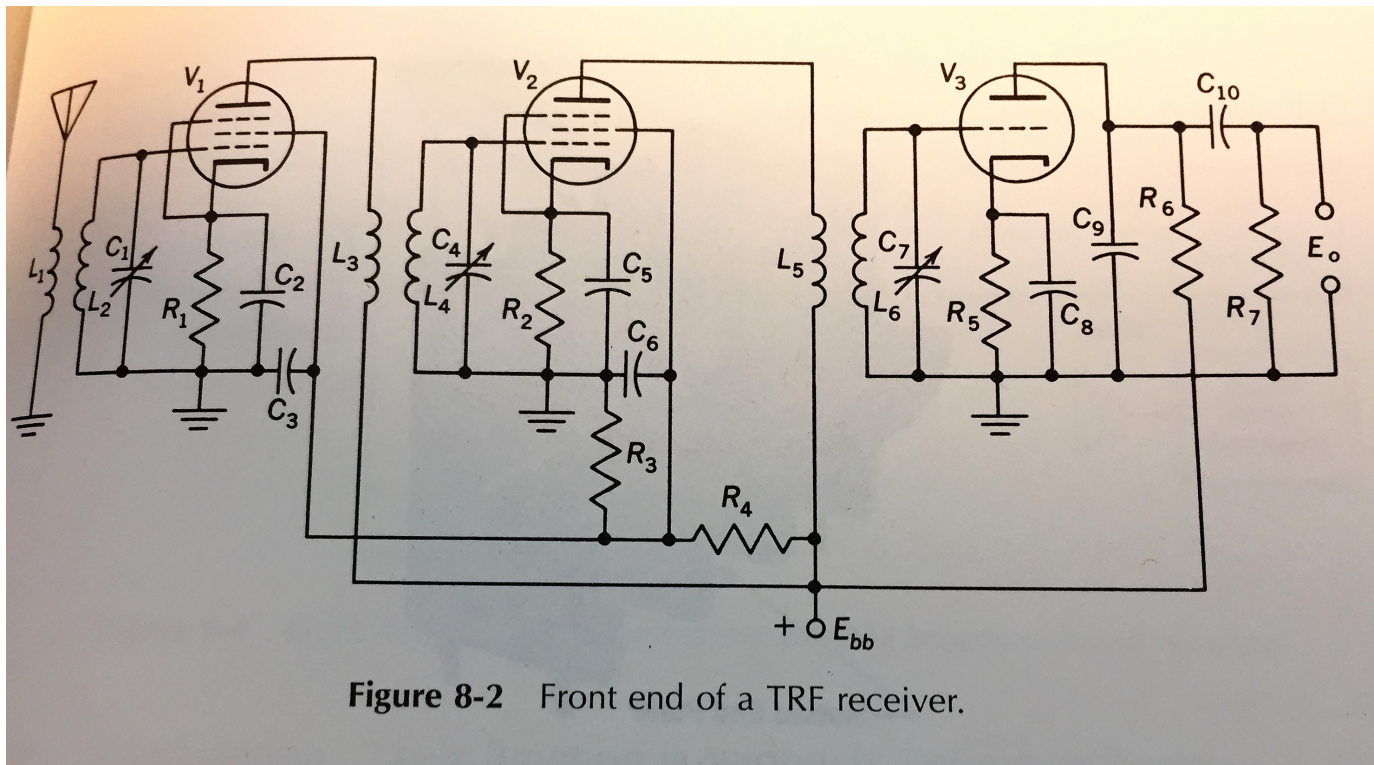 V1
V2
V3
C10
L1
L2
C1
R1
C2
C3
L3
C4
L4
R2
C5
C6
R3
R4
L5
C7
L6
R5
C8
C9
R6
R7
Eo
+ Ebb
Figure 8-2 Front end of a TRF receiver.